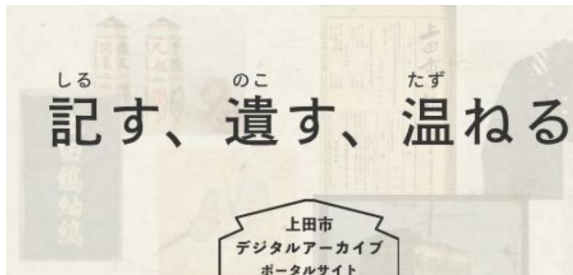 しる のこ たず
記す、遺す、温ねる
上田市
デジタルアーカイブ
ポータルサイト